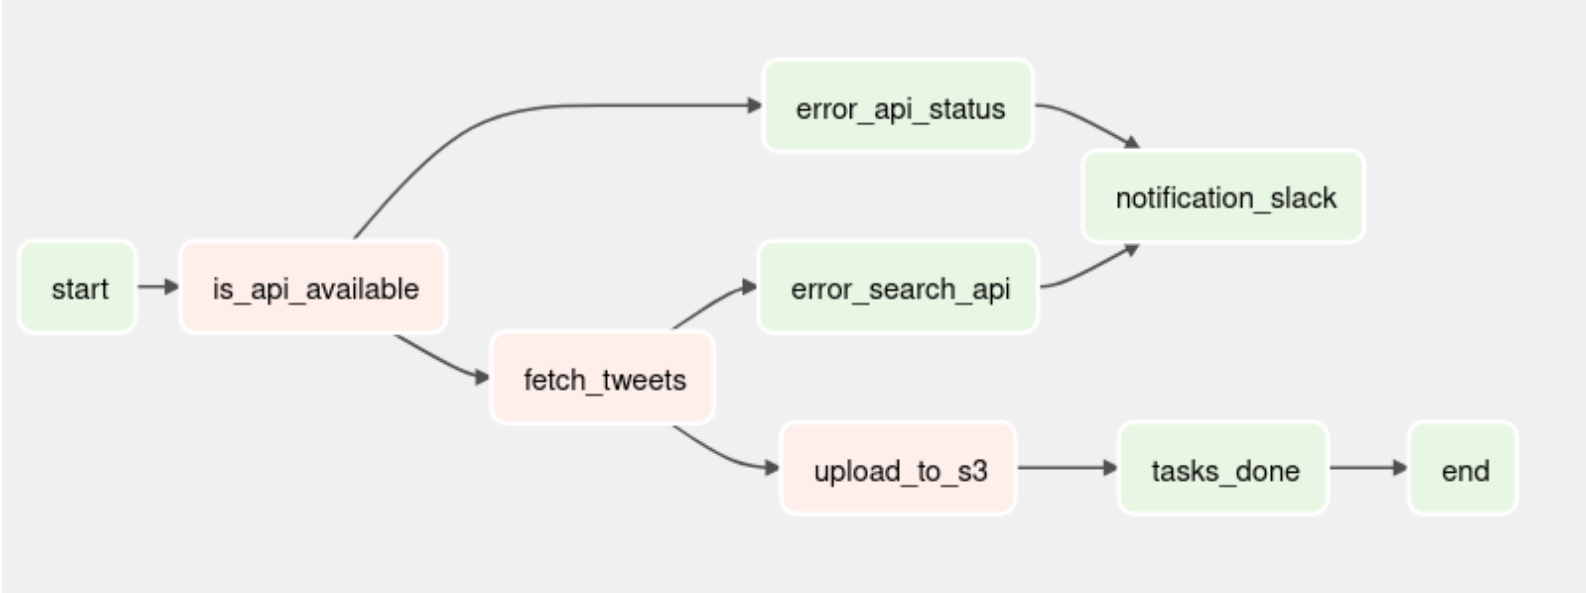 error_api_status
notification_slack
start
is_api_available
error_search_api
fetch_tweets
upload_to_s3
tasks_done
end